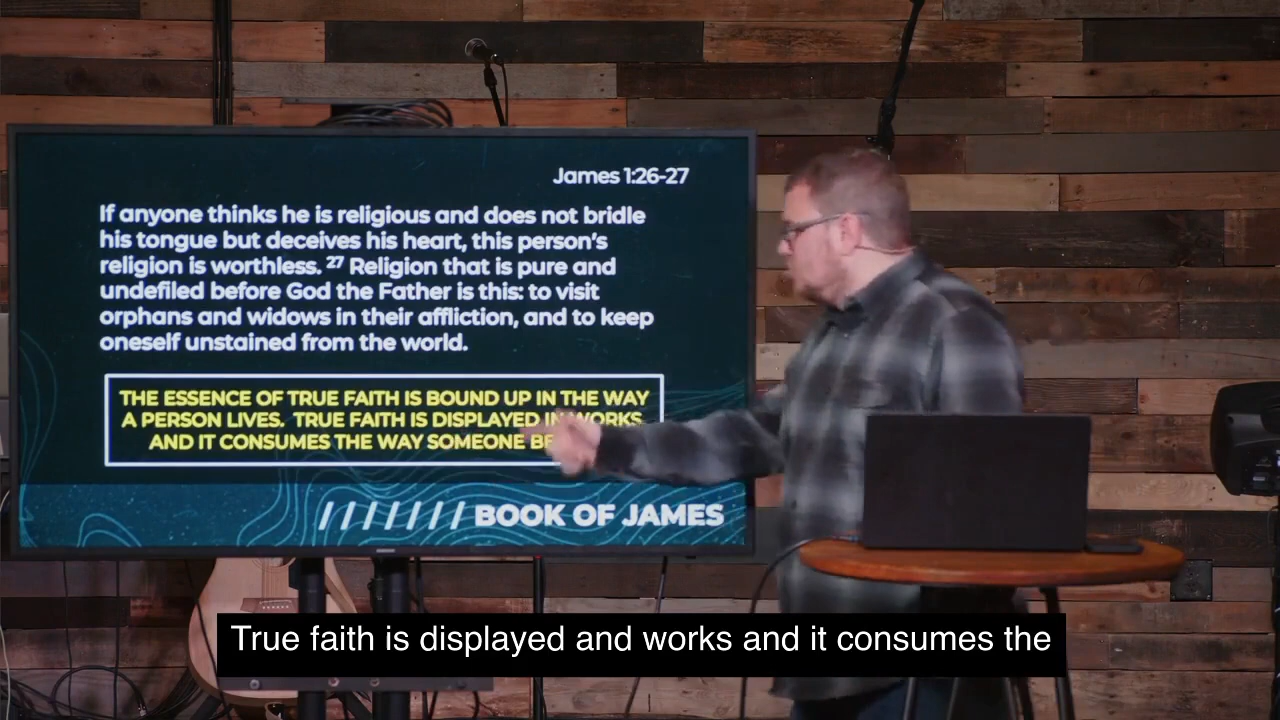 James 1:26-27
If anyone thinks he is religious and does not bridle
his tongue but deceives his heart, this person's
religion is worthless. 27 Religion that is pure and
undefiled before God the Father is this: to visit
orphans and widows in their affliction, and to keep
oneself unstained from the world.
THE ESSENCE OF TRUE FAITH IS BOUND UP IN THE WAY
A PERSON LIVES. TRUE FAITH IS DISPLAYED IN WORKS
AND IT CONSUMES THE WAY SOMEONE
/////// BOOK OF JAMES
True faith is displayed and works and it consumes the